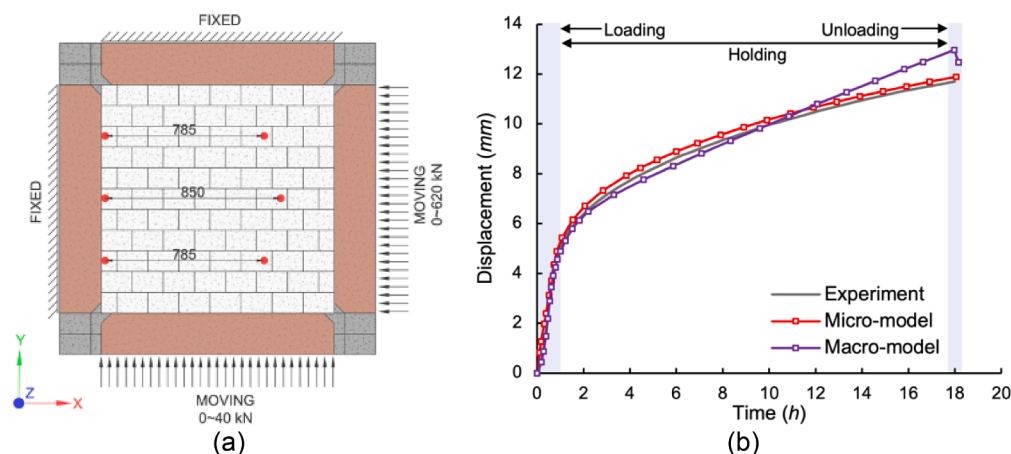 FIXED
FIXED
785
850
785
MOVING
0~620 kN
MOVING
0~40 kN
Y
Z
X
(a)
Displacement (mm)
14
12
10
8
6
4
2
0
Loading
Unloading
Holding
Experiment
Micro-model
Macro-model
0 2 4 6 8 10 12 14 16 18 20
Time (h)
(b)